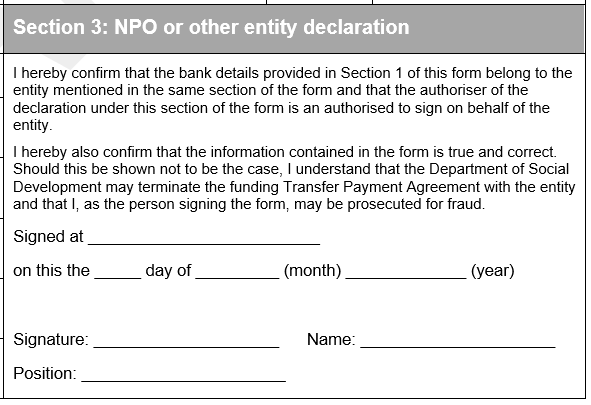 Section 3: NPO or other entity declaration
I hereby confirm that the bank details provided in Section 1 of this form belong to the
entity mentioned in the same section of the form and that the authoriser of the
declaration under this section of the form is an authorised to sign on behalf of the
entity.
I hereby also confirm that the information contained in the form is true and correct.
Should this be shown not to be the case, I understand that the Department of Social
Development may terminate the funding Transfer Payment Agreement with the entity
and that I, as the person signing the form, may be prosecuted for fraud.
Signed at ____________________________
on this the _____ day of __________ (month) ______________ (year)
Signature: ______________________ Name: _______________________
Position: ________________________